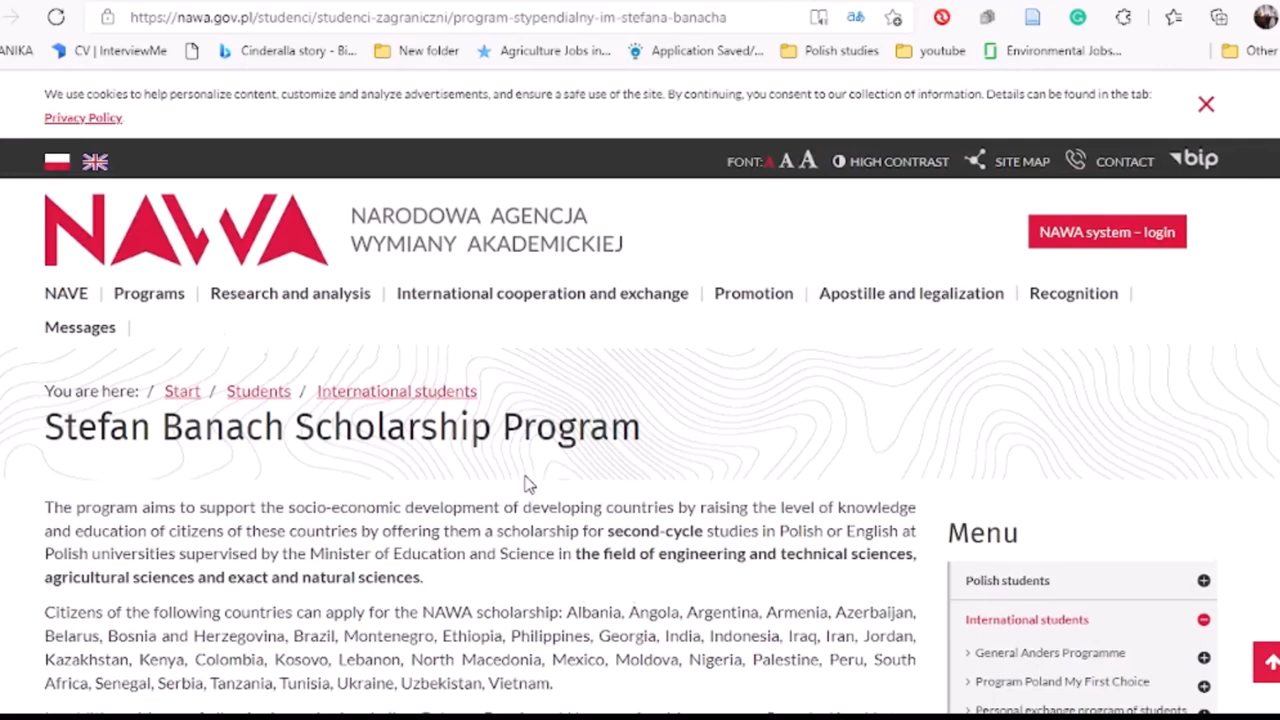 https://nawa.gov.pl/studenci/studenci-zagraniczni/program-stypendialny-im-stefana-banacha
ANIKA CV | InterviewMe Cinderalla story - Bi... New folder Agriculture Jobs in... Application Saved/... Polish studies youtube Environmental Jobs... Other
We use cookies to help personalize content, customize and analyze advertisements, and ensure a safe use of the site. By continuing, you consent to our collection of information. Details can be found in the tab:
Privacy Policy.
FONT: A A A HIGH CONTRAST SITE MAP CONTACT bip
NAWA
NARODOWA AGENCJA
WYMIANY AKADEMICKIEJ
NAWA system – login
NAVE | Programs | Research and analysis | International cooperation and exchange | Promotion | Apostille and legalization | Recognition |
Messages |
You are here: / Start / Students / International students
Stefan Banach Scholarship Program
The program aims to support the socio-economic development of developing countries by raising the level of knowledge
and education of citizens of these countries by offering them a scholarship for second-cycle studies in Polish or English at
Polish universities supervised by the Minister of Education and Science in the field of engineering and technical sciences,
agricultural sciences and exact and natural sciences.
Citizens of the following countries can apply for the NAWA scholarship: Albania, Angola, Argentina, Armenia, Azerbaijan,
Belarus, Bosnia and Herzegovina, Brazil, Montenegro, Ethiopia, Philippines, Georgia, India, Indonesia, Iraq, Iran, Jordan,
Kazakhstan, Kenya, Colombia, Kosovo, Lebanon, North Macedonia, Mexico, Moldova, Nigeria, Palestine, Peru, South
Africa, Senegal, Serbia, Tanzania, Tunisia, Ukraine, Uzbekistan, Vietnam.
Menu
Polish students
International students
> General Anders Programme
> Program Poland My First Choice
> Personal exchange program of students